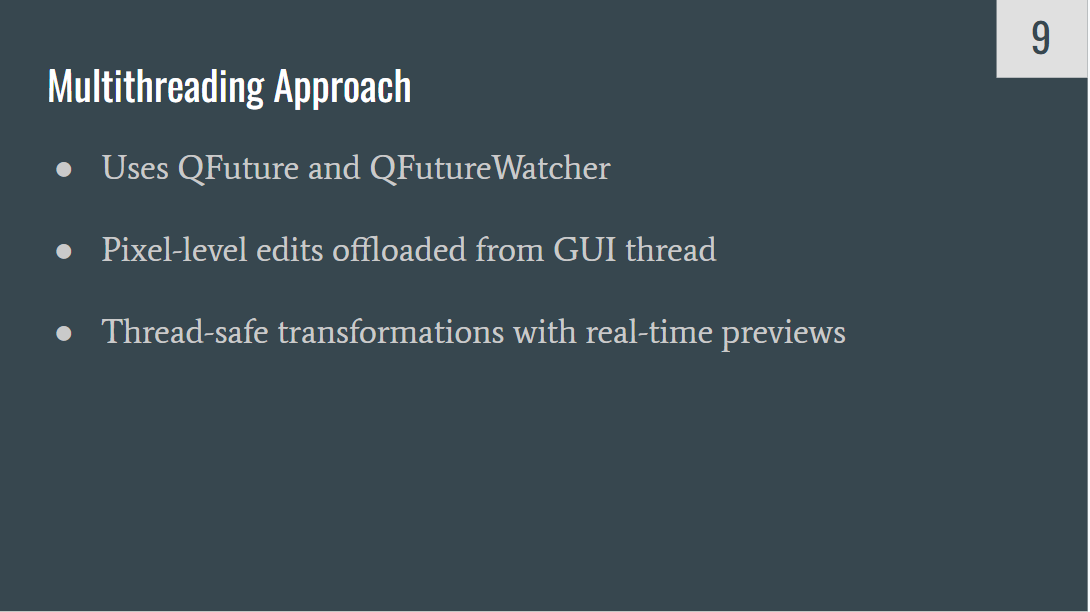 9
Multithreading Approach
● Uses QFuture and QFutureWatcher
● Pixel-level edits offloaded from GUI thread
● Thread-safe transformations with real-time previews